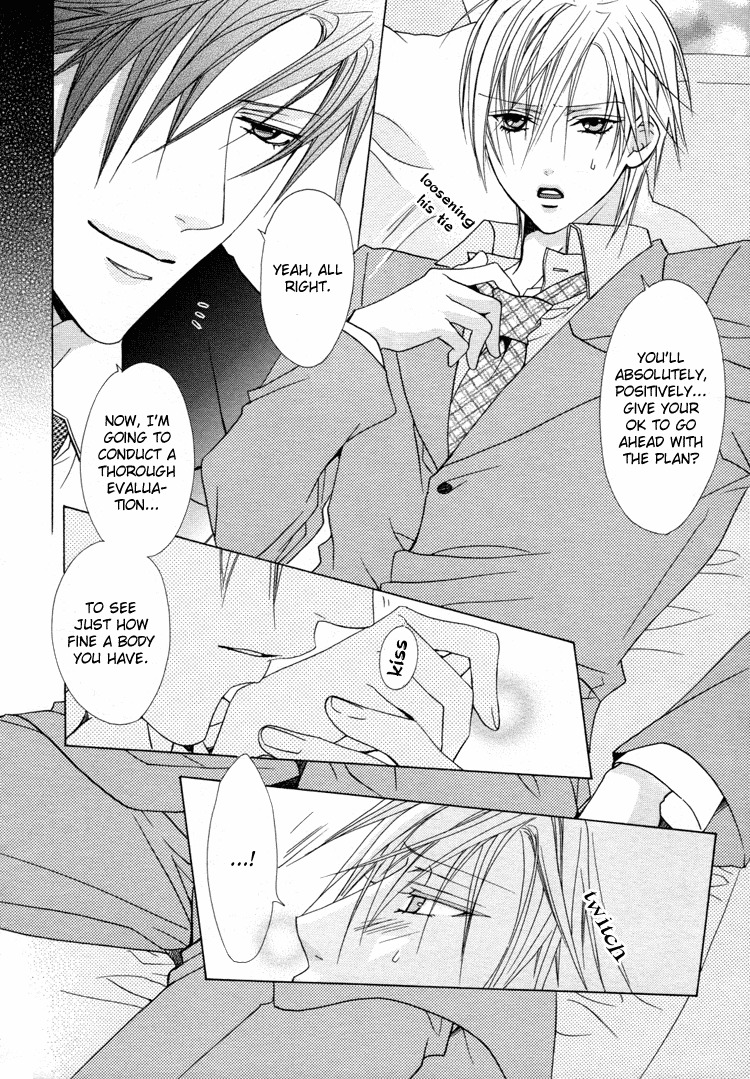 YOU'LL
ABSOLUTELY,
POSITIVELY...
GIVE YOUR
OK TO GO
AHEAD WITH
THE PLAN?
loosening
his tie
YEAH, ALL
RIGHT.
NOW, I'M
GOING TO
CONDUCT A
THOROUGH
EVALUA-
TION...
TO SEE
JUST HOW
FINE A BODY
YOU HAVE.
kiss
...!
twitch